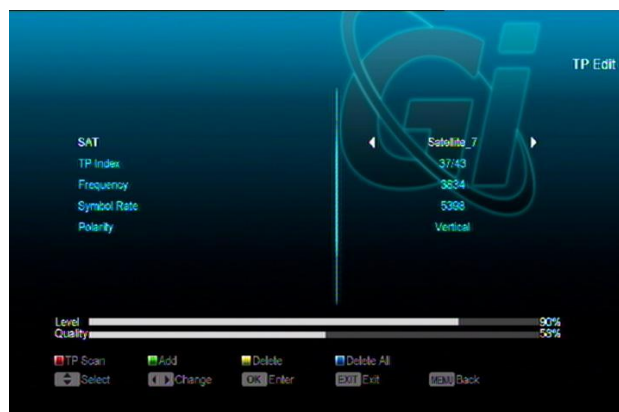 TP Edit
SAT Satellite_7
TP Index 37/43
Frequency 3834
Symbol Rate 5398
Polarity Vertical
Level 90%
Quality 53%
TP Scan Add Delete Delete All
Select Change OK Enter EXIT Exit MENU Back